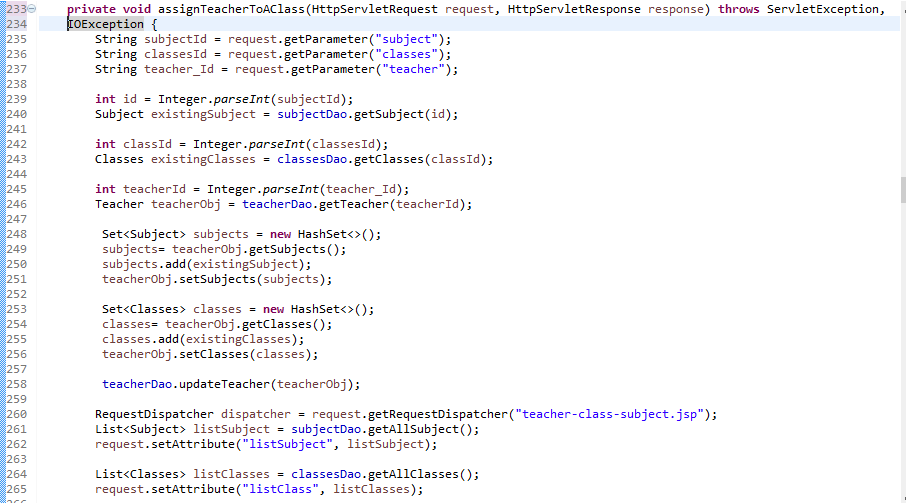 233 private void assignTeacherToAClass(HttpServletRequest request, HttpServletResponse response) throws ServletException,
234 IOException {
235 String subjectId = request.getParameter("subject");
236 String classesId = request.getParameter("classes");
237 String teacher_Id = request.getParameter("teacher");
238
239 int id = Integer.parseInt(subjectId);
240 Subject existingSubject = subjectDao.getSubject(id);
241
242 int classId = Integer.parseInt(classesId);
243 Classes existingClasses = classesDao.getClasses(classId);
244
245 int teacherId = Integer.parseInt(teacher_Id);
246 Teacher teacherObj = teacherDao.getTeacher(teacherId);
247
248 Set<Subject> subjects = new HashSet<>();
249 subjects= teacherObj.getSubjects();
250 subjects.add(existingSubject);
251 teacherObj.setSubjects(subjects);
252
253 Set<Classes> classes = new HashSet<>();
254 classes= teacherObj.getClasses();
255 classes.add(existingClasses);
256 teacherObj.setClasses(classes);
257
258 teacherDao.updateTeacher(teacherObj);
259
260 RequestDispatcher dispatcher = request.getRequestDispatcher("teacher-class-subject.jsp");
261 List<Subject> listSubject = subjectDao.getAllSubject();
262 request.setAttribute("listSubject", listSubject);
263
264 List<Classes> listClasses = classesDao.getAllClasses();
265 request.setAttribute("listClass", listClasses);